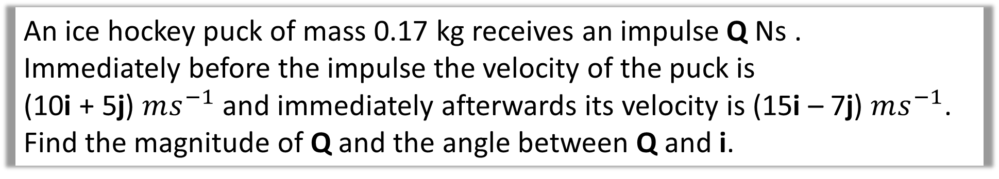 An ice hockey puck of mass 0.17 kg receives an impulse Q Ns .
Immediately before the impulse the velocity of the puck is
(10i + 5j) ms⁻¹ and immediately afterwards its velocity is (15i – 7j) ms⁻¹.
Find the magnitude of Q and the angle between Q and i.